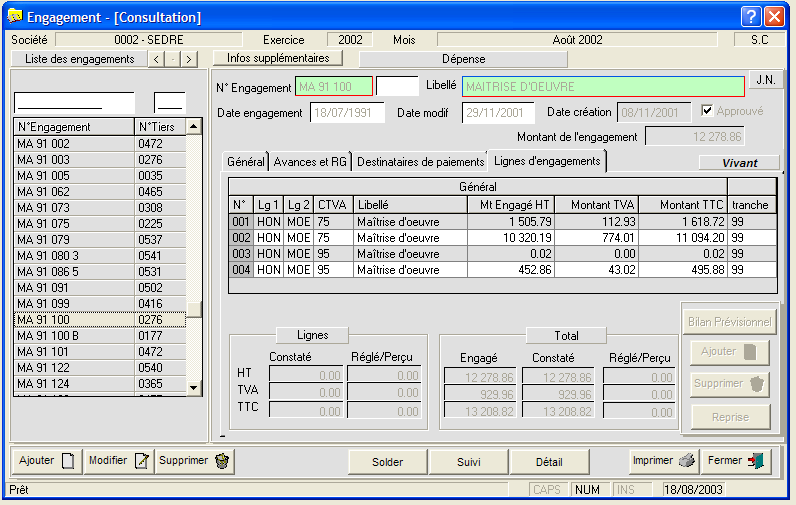 Engagement - [Consultation]
Société 0002 - SEDRE Exercice 2002 Mois Août 2002 S.C
Liste des engagements < · > Infos supplémentaires Dépense
N° Engagement MA 91 100 Libellé MAITRISE D'OEUVRE J.N.
Date engagement 18/07/1991 Date modif 29/11/2001 Date création 08/11/2001 Approuvé
Montant de l'engagement 12 278.86
N°Engagement N°Tiers
MA 91 002 0472
MA 91 003 0276
MA 91 005 0035
MA 91 062 0465
MA 91 073 0308
MA 91 075 0225
MA 91 079 0537
MA 91 080 3 0541
MA 91 086 5 0531
MA 91 091 0502
MA 91 099 0416
MA 91 100 0276
MA 91 100 B 0177
MA 91 101 0472
MA 91 122 0540
MA 91 124 0365
Général Avances et RG Destinataires de paiements Lignes d'engagements Vivant
Général
N° Lg 1 Lg 2 CTVA Libellé Mt Engagé HT Montant TVA Montant TTC tranche
001 HON MOE 75 Maîtrise d'oeuvre 1 505.79 112.93 1 618.72 99
002 HON MOE 75 Maîtrise d'oeuvre 10 320.19 774.01 11 094.20 99
003 HON MOE 95 Maîtrise d'oeuvre 0.02 0.00 0.02 99
004 HON MOE 95 Maîtrise d'oeuvre 452.86 43.02 495.88 99
Lignes Total
Constaté Réglé/Perçu Engagé Constaté Réglé/Perçu
HT 0.00 0.00 12 278.86 12 278.86 0.00
TVA 0.00 0.00 929.96 929.96 0.00
TTC 0.00 0.00 13 208.82 13 208.82 0.00
Bilan Prévisionnel
Ajouter
Supprimer
Reprise
Ajouter Modifier Supprimer Solder Suivi Détail Imprimer Fermer
Prêt CAPS NUM INS 18/08/2003